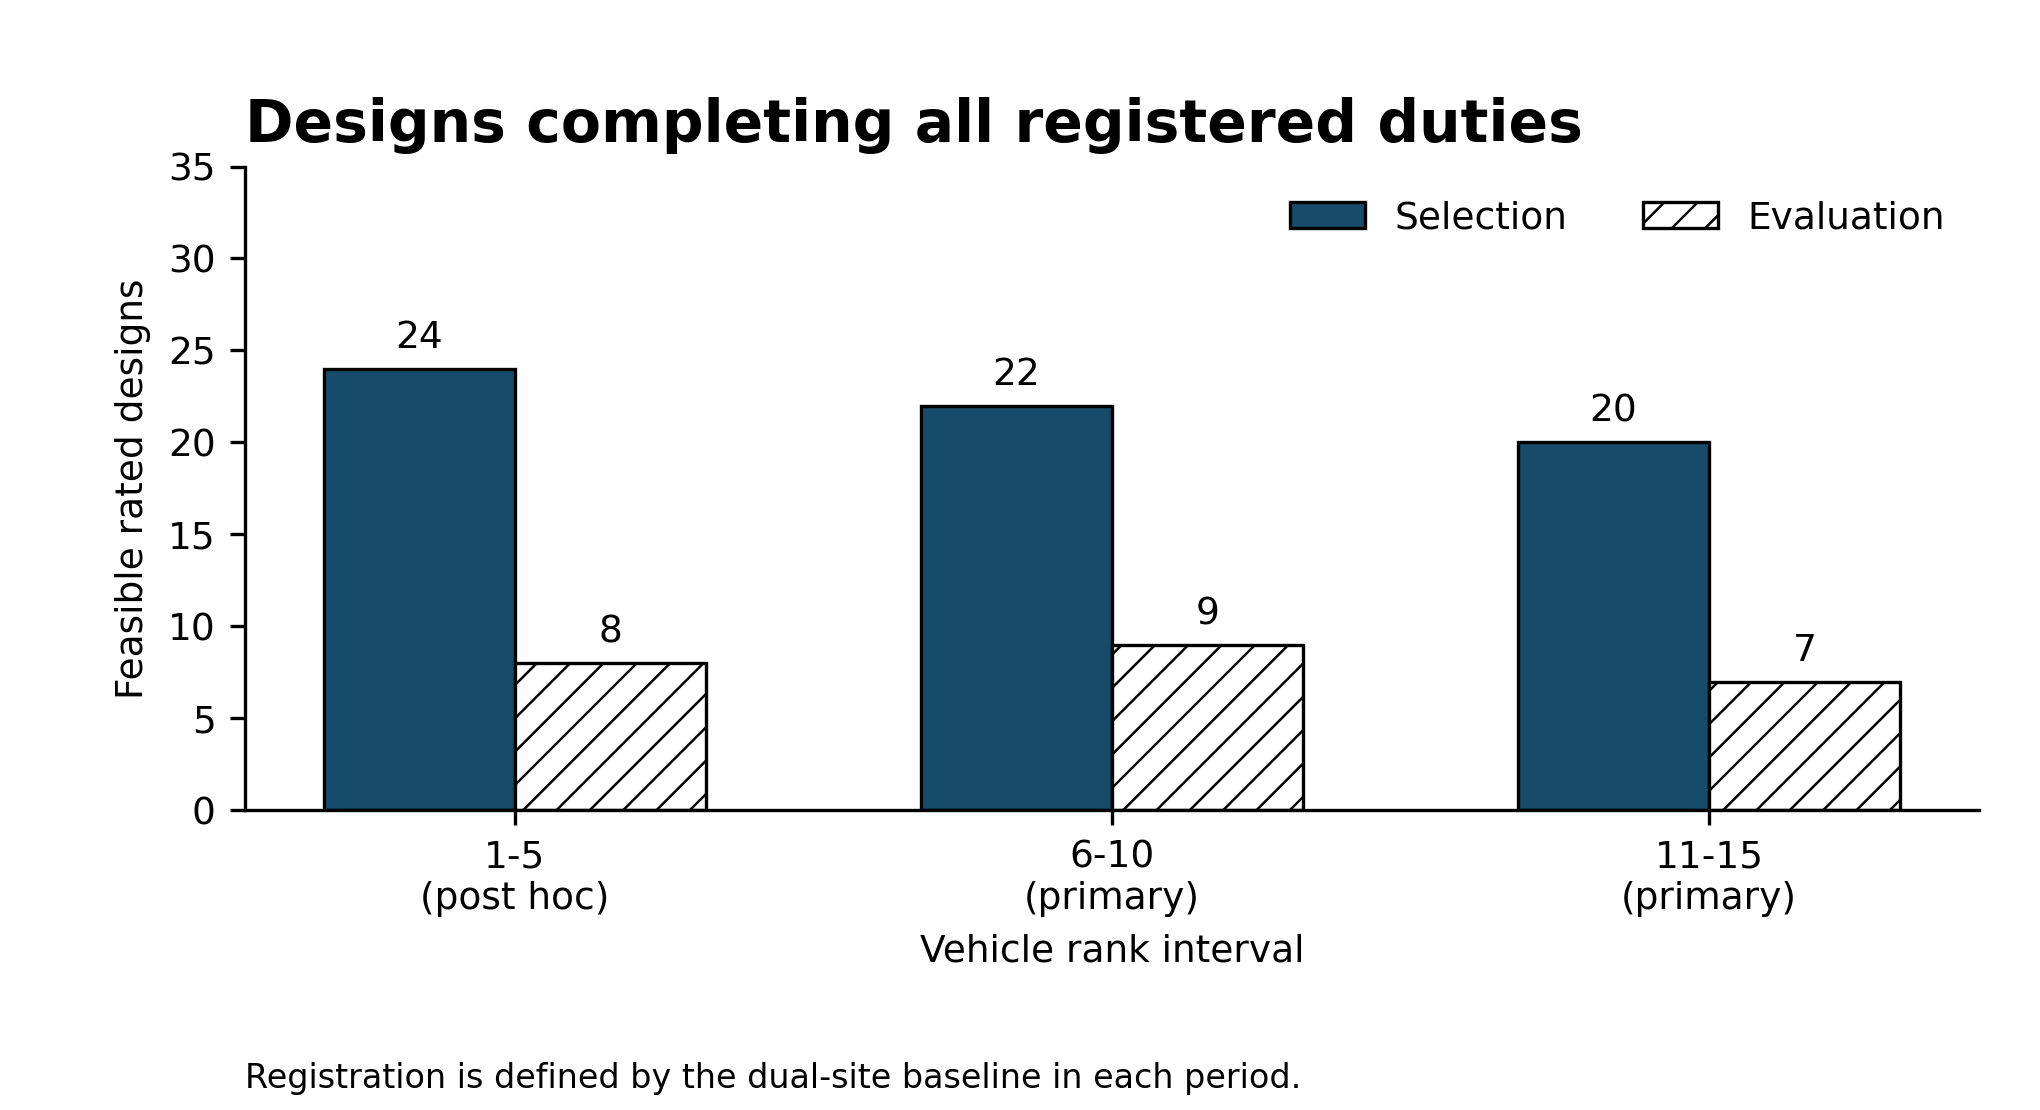 Designs completing all registered duties
Selection
Evaluation
Feasible rated designs
35
30
25
20
15
10
5
0
24
8
22
9
20
7
1-5
(post hoc)
6-10
(primary)
11-15
(primary)
Vehicle rank interval
Registration is defined by the dual-site baseline in each period.